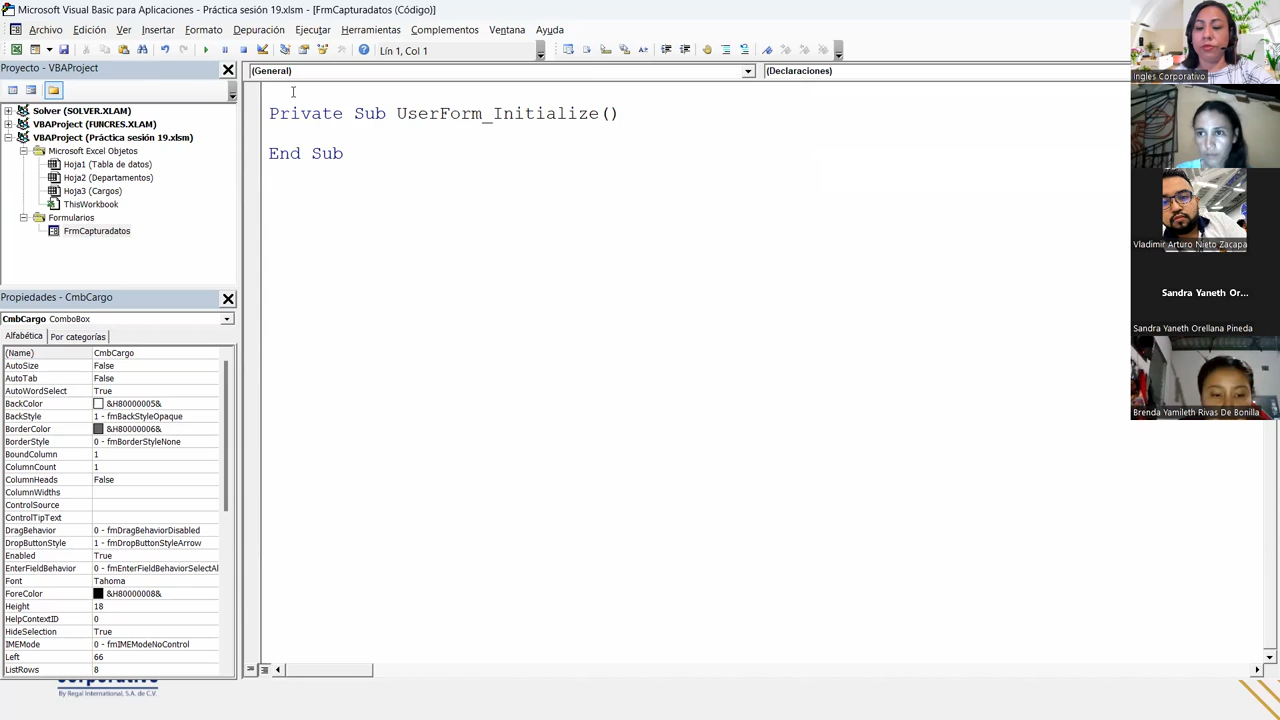 Microsoft Visual Basic para Aplicaciones - Práctica sesión 19.xlsm - [FrmCapturadatos (Código)]
Archivo Edición Ver Insertar Formato Depuración Ejecutar Herramientas Complementos Ventana Ayuda
Lín 1, Col 1
Proyecto - VBAProject
Solver (SOLVER.XLAM)
VBAProject (FUNCRES.XLAM)
VBAProject (Práctica sesión 19.xlsm)
Microsoft Excel Objetos
Hoja1 (Tabla de datos)
Hoja2 (Departamentos)
Hoja3 (Cargos)
ThisWorkbook
Formularios
FrmCapturadatos
Propiedades - CmbCargo
CmbCargo ComboBox
Alfabética Por categorías
(Name) CmbCargo
AutoSize False
AutoTab False
AutoWordSelect True
BackColor &H80000005&
BackStyle 1 - fmBackStyleOpaque
BorderColor &H80000006&
BorderStyle 0 - fmBorderStyleNone
BoundColumn 1
ColumnCount 1
ColumnHeads False
ColumnWidths
ControlSource
ControlTipText
DragBehavior 0 - fmDragBehaviorDisabled
DropButtonStyle 1 - fmDropButtonStyleArrow
Enabled True
EnterFieldBehavior 0 - fmEnterFieldBehaviorSelectAl
Font Tahoma
ForeColor &H80000008&
Height 18
HelpContextID 0
HideSelection True
IMEMode 0 - fmIMEModeNoControl
Left 66
ListRows 8
(General) (Declaraciones)
Private Sub UserForm_Initialize()
End Sub
Ingles Corporativo
Vladimir Arturo Nieto Zacapa
Sandra Yaneth Or...
Sandra Yaneth Orellana Pineda
Brenda Yamileth Rivas De Bonilla
By Regal International, S.A. de C.V.